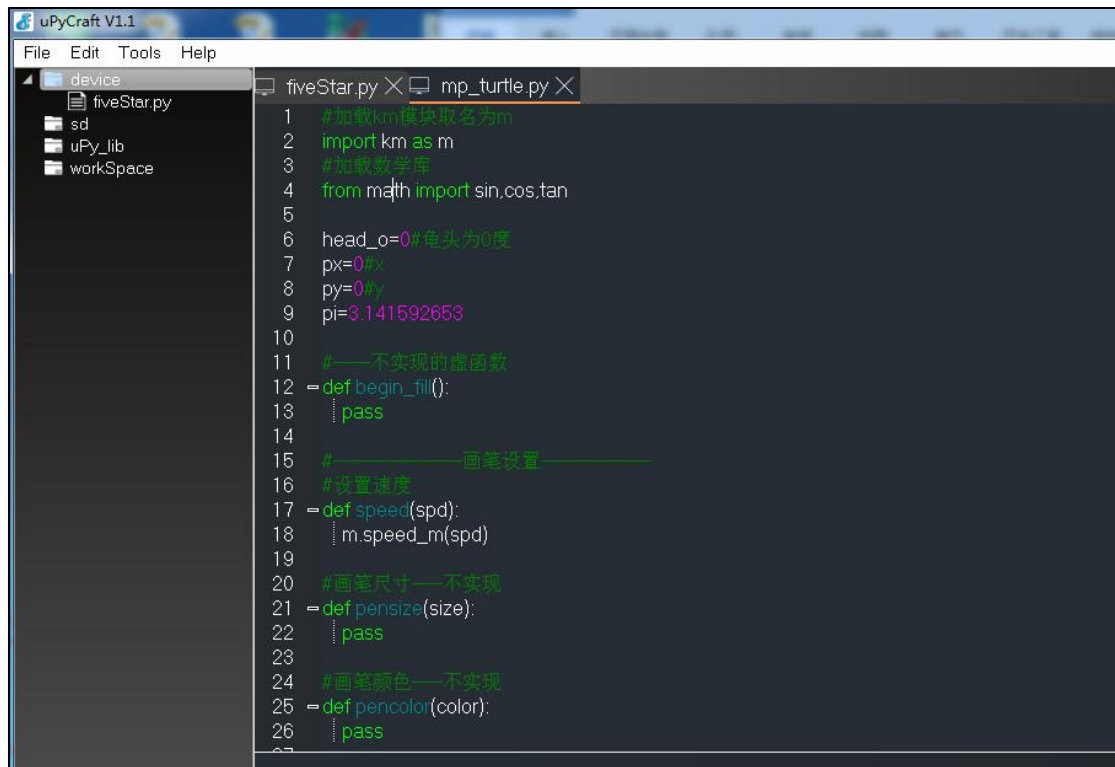 uPyCraft V1.1
File Edit Tools Help
device
fiveStar.py
sd
uPy_lib
workSpace
fiveStar.py mp_turtle.py
1 #加载km模块取名为m
2 import km as m
3 #加载数学库
4 from math import sin,cos,tan
5
6 head_o=0#龟头为0度
7 px=0#x
8 py=0#y
9 pi=3.141592653
10
11 #——不实现的虚函数
12 def begin_fill():
13 pass
14
15 #——————画笔设置——————
16 #设置速度
17 def speed(spd):
18 m.speed_m(spd)
19
20 #画笔尺寸——不实现
21 def pensize(size):
22 pass
23
24 #画笔颜色——不实现
25 def pencolor(color):
26 pass